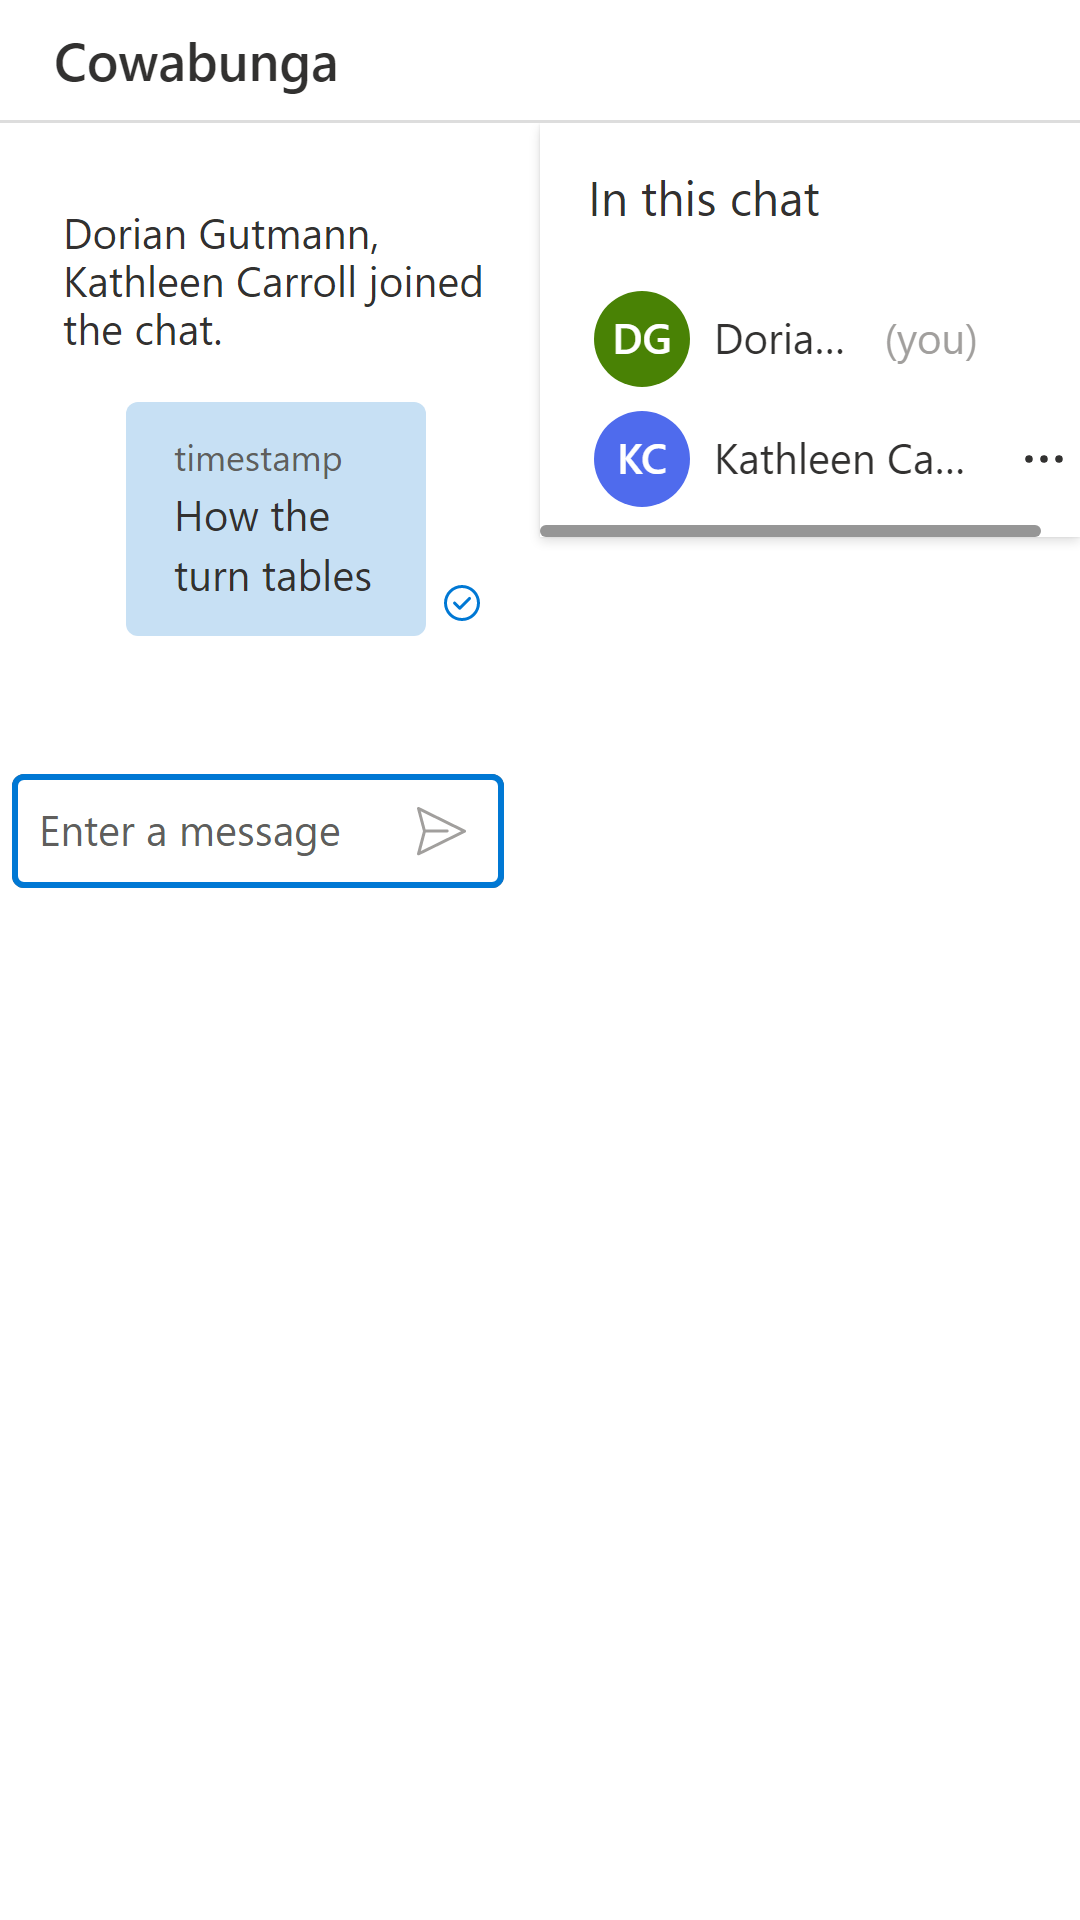 Cowabunga
Dorian Gutmann,
Kathleen Carroll joined
the chat.
timestamp
How the
turn tables
Enter a message
In this chat
DG Doria... (you)
KC Kathleen Ca...